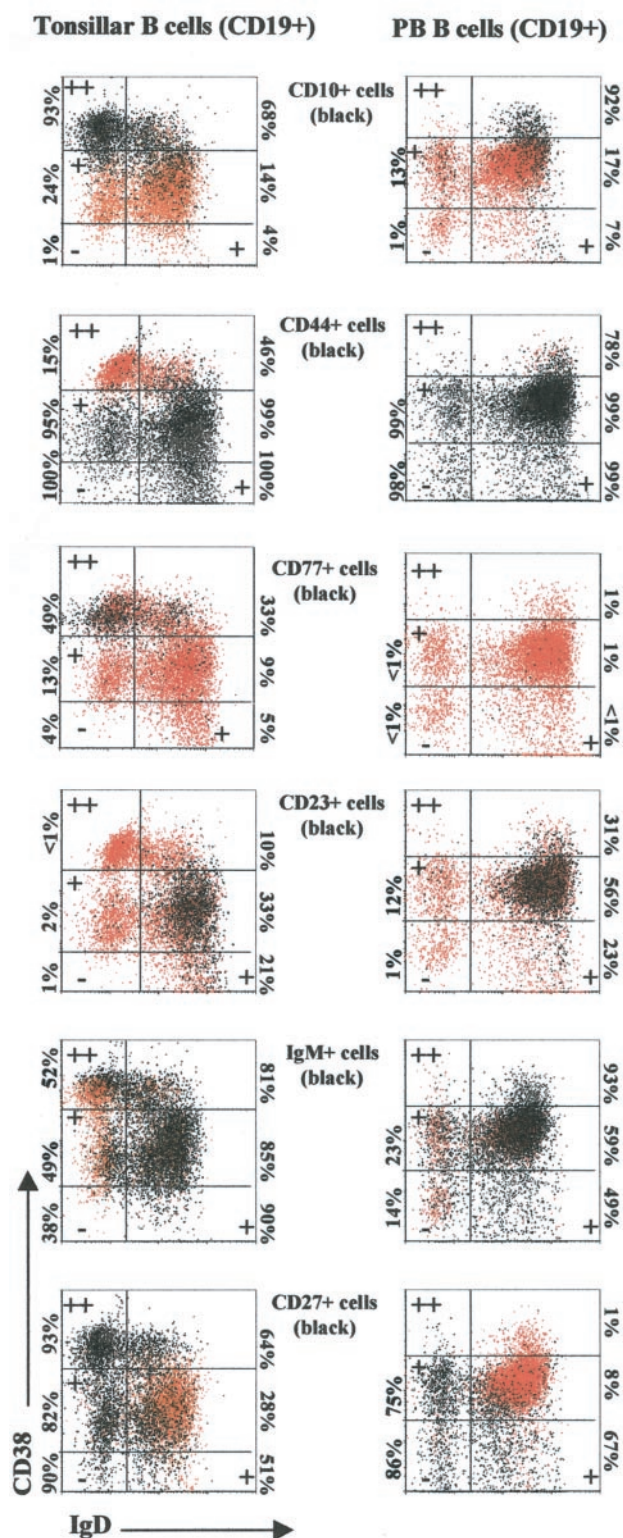 Tonsillar B cells (CD19+) PB B cells (CD19+)
CD10+ cells
(black)
++ ++
93% 68% 92%
+ +
24% 14% 13% 17%
1% 4% 1% 7%
- + - +
CD44+ cells
(black)
++ ++
15% 46% 78%
+ +
95% 99% 99% 99%
100% 100% 98% 99%
- + - +
CD77+ cells
(black)
++ ++
49% 33% 1%
+ +
13% 9% <1% 1%
4% 5% <1% <1%
- + - +
CD23+ cells
(black)
++ ++
<1% 10% 31%
+ +
2% 33% 12% 56%
1% 21% 1% 23%
- + - +
IgM+ cells
(black)
++ ++
52% 81% 93%
+ +
49% 85% 23% 59%
38% 90% 14% 49%
- + - +
CD27+ cells
(black)
++ ++
93% 64% 1%
+ +
82% 28% 75% 8%
90% 51% 86% 67%
- + - +
CD38
IgD